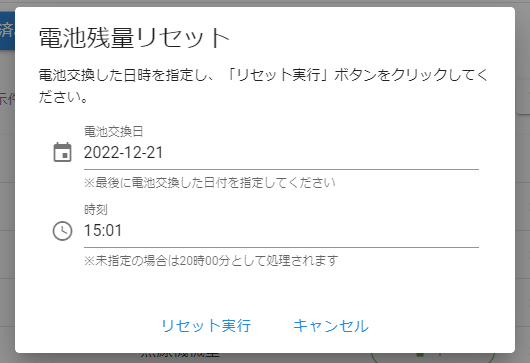 済
電池残量リセット
電池交換した日時を指定し、「リセット実行」ボタンをクリックしてく
ださい。
示件
電池交換日
2022-12-21
※最後に電池交換した日付を指定してください
時刻
15:01
※未指定の場合は20時00分として処理されます
リセット実行
キャンセル